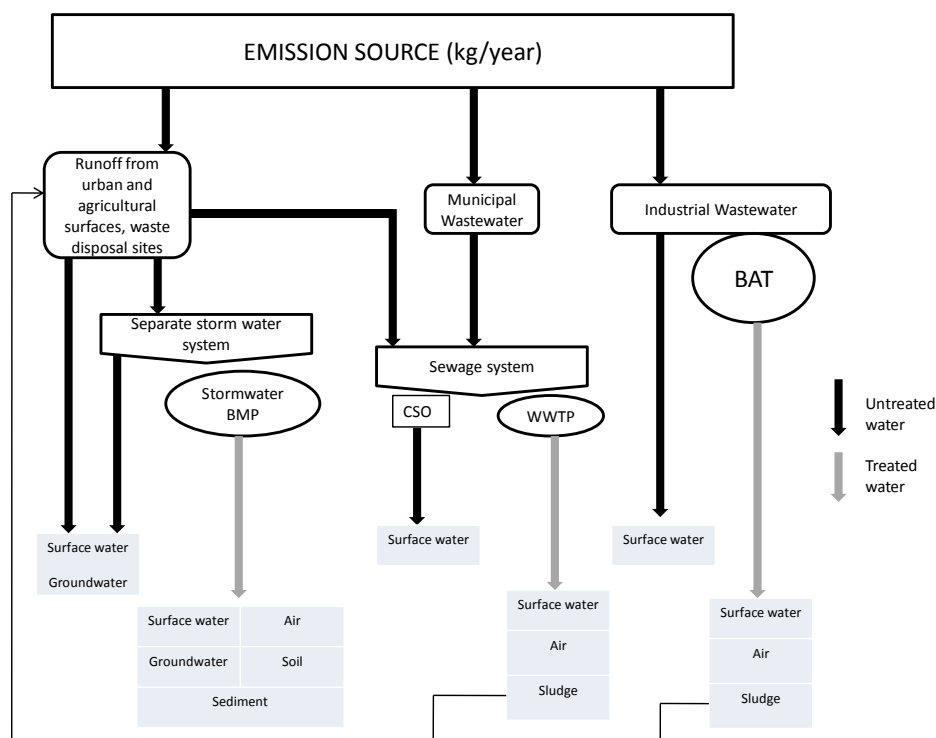 EMISSION SOURCE (kg/year)
Runoff from
urban and
agricultural
surfaces, waste
disposal sites
Municipal
Wastewater
Industrial Wastewater
BAT
Separate storm water
system
Sewage system
Stormwater
BMP
CSO
WWTP
Untreated
water
Treated
water
Surface water
Groundwater
Surface water
Surface water
Surface water
Air
Groundwater
Soil
Sediment
Surface water
Air
Sludge
Surface water
Air
Sludge